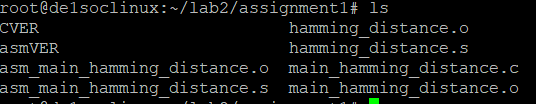 root@de1soclinux:~/lab2/assignment1# ls
CVER hamming_distance.o
asmVER hamming_distance.s
asm_main_hamming_distance.o main_hamming_distance.c
asm_main_hamming_distance.s main_hamming_distance.o
root@de1soclinux:~/lab2/assignment1#